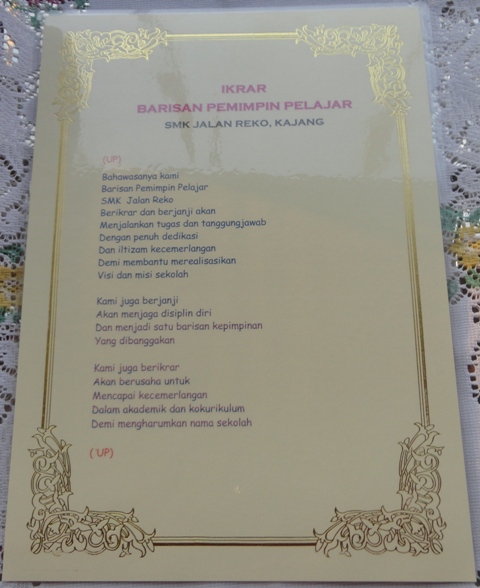 IKRAR
BARISAN PEMIMPIN PELAJAR
SMK JALAN REKO, KAJANG
(UP)
Bahawasanya kami
Barisan Pemimpin Pelajar
SMK Jalan Reko
Berikrar dan berjanji akan
Menjalankan tugas dan tanggungjawab
Dengan penuh dedikasi
Dan iltizam kecemerlangan
Demi membantu merealisasikan
Visi dan misi sekolah
Kami juga berjanji
Akan menjaga disiplin diri
Dan menjadi satu barisan kepimpinan
Yang dibanggakan
Kami juga berikrar
Akan berusaha untuk
Mencapai kecemerlangan
Dalam akademik dan kokurikulum
Demi mengharumkan nama sekolah
( UP)